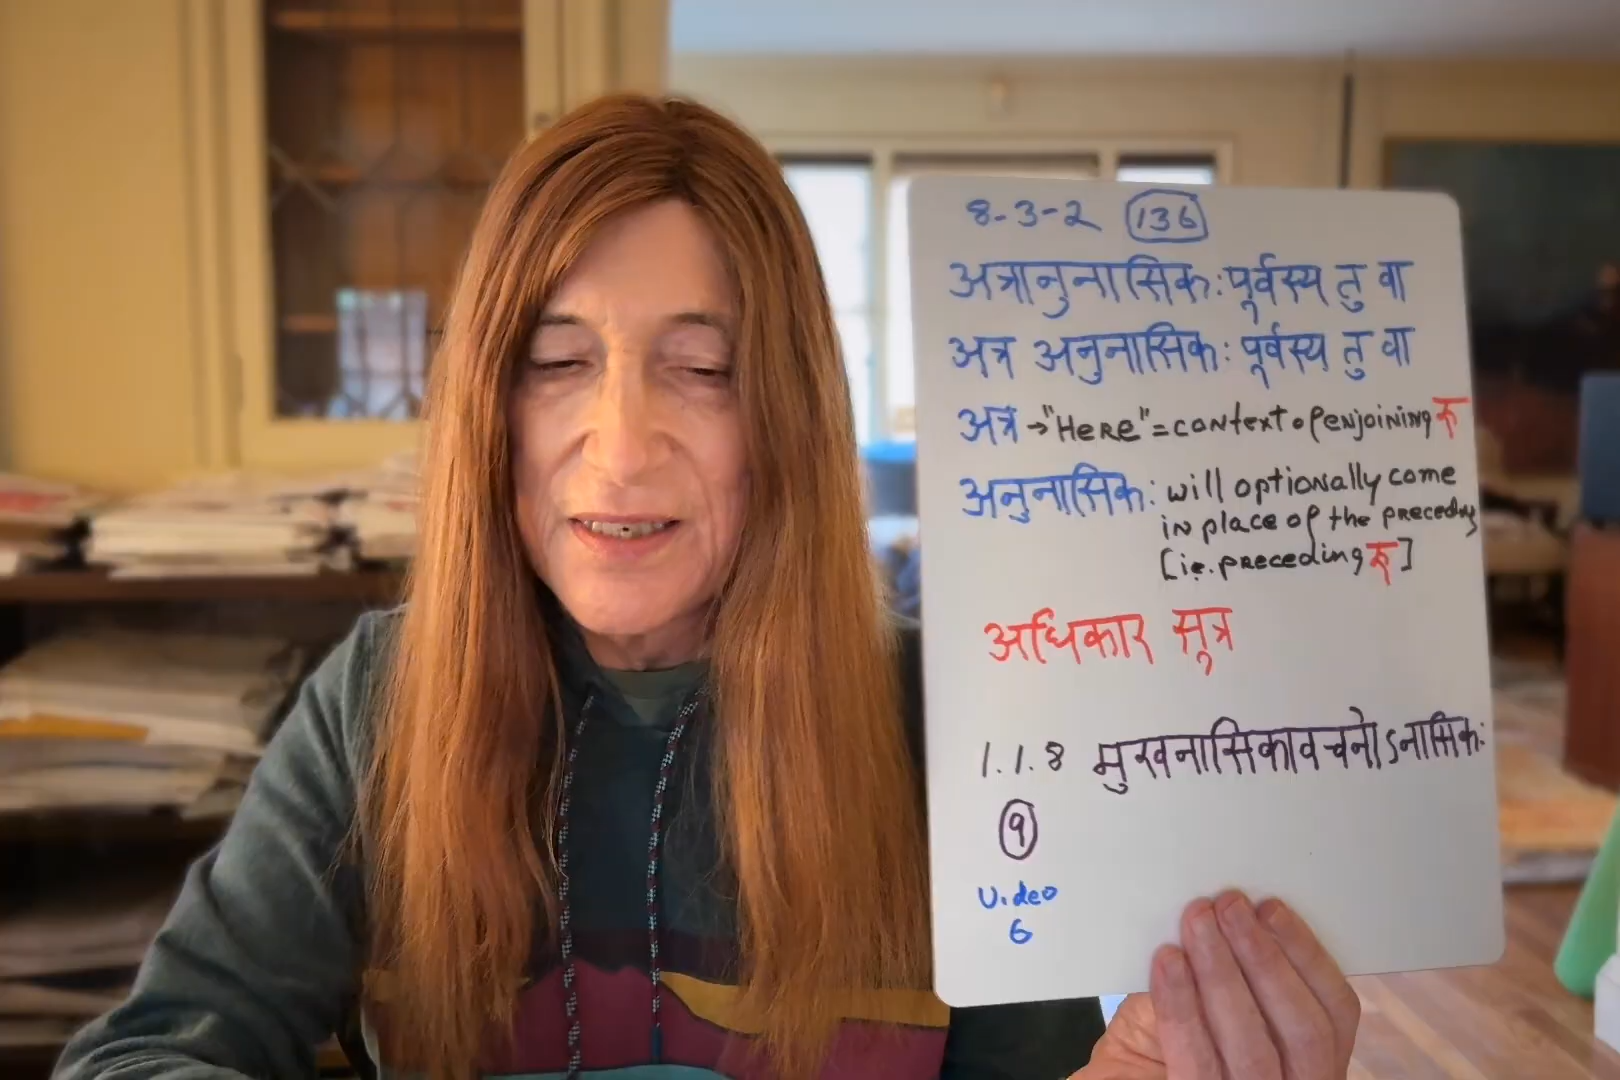 8-3-2 136
अत्रानुनासिकः पूर्वस्य तु वा
अत्र अनुनासिकः पूर्वस्य तु वा
अत्र → "Here" = context of enjoining रु
अनुनासिकः will optionally come
in place of the preceding
[i.e. preceding रु]
अधिकार सूत्र
1.1.8 मुखनासिकावचनोऽनासिकः
9
Video
6